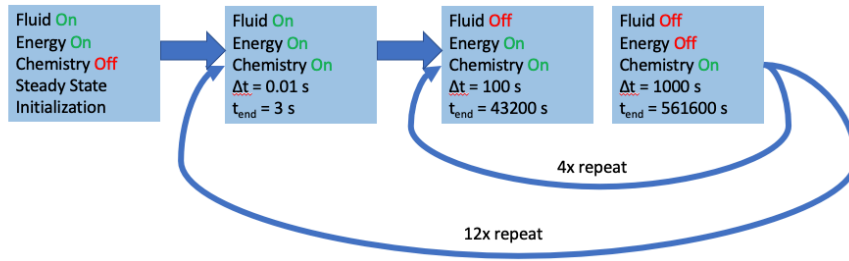 Fluid On
Energy On
Chemistry Off
Steady State
Initialization
Fluid On
Energy On
Chemistry On
Δt = 0.01 s
tend = 3 s
Fluid Off
Energy On
Chemistry On
Δt = 100 s
tend = 43200 s
Fluid Off
Energy Off
Chemistry On
Δt = 1000 s
tend = 561600 s
4x repeat
12x repeat